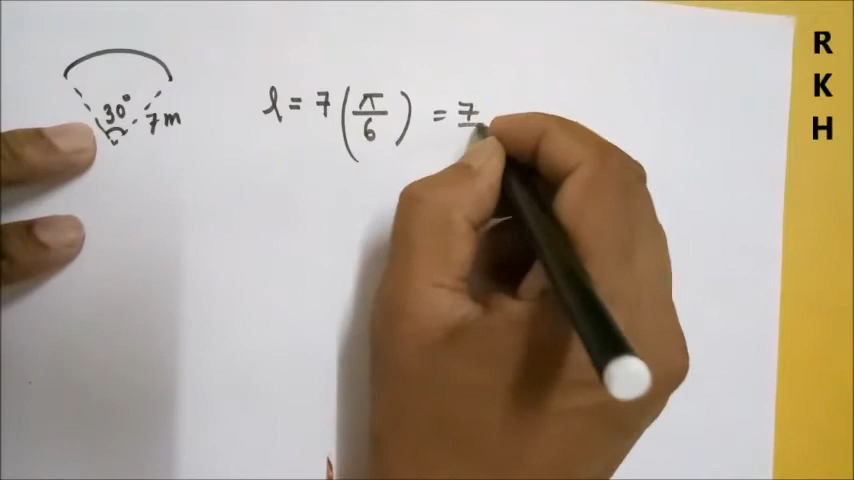 30°
7m
l = 7 (π/6) = 7
R
K
H